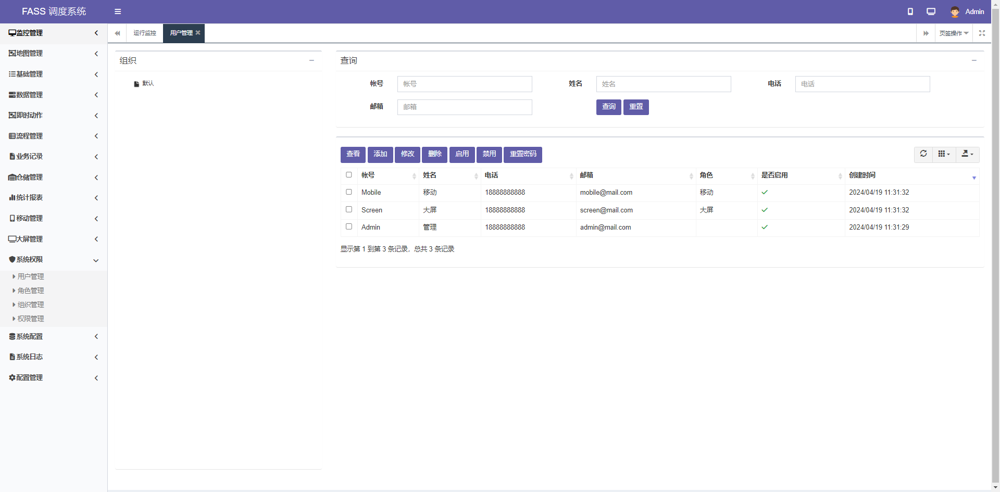 FASS 调度系统
Admin
监控管理
地图管理
基础管理
数据管理
即时动作
流程管理
业务记录
仓储管理
统计报表
移动管理
大屏管理
系统权限
用户管理
角色管理
组织管理
权限管理
系统配置
系统日志
配置管理
运行监控 用户管理 页签操作
组织
默认
查询
帐号 帐号 姓名 姓名 电话 电话
邮箱 邮箱 查询 重置
查看 添加 修改 删除 启用 禁用 重置密码
帐号 姓名 电话 邮箱 角色 是否启用 创建时间
Mobile 移动 18888888888 mobile@mail.com 移动 2024/04/19 11:31:32
Screen 大屏 18888888888 screen@mail.com 大屏 2024/04/19 11:31:32
Admin 管理 18888888888 admin@mail.com 2024/04/19 11:31:29
显示第 1 到第 3 条记录，总共 3 条记录